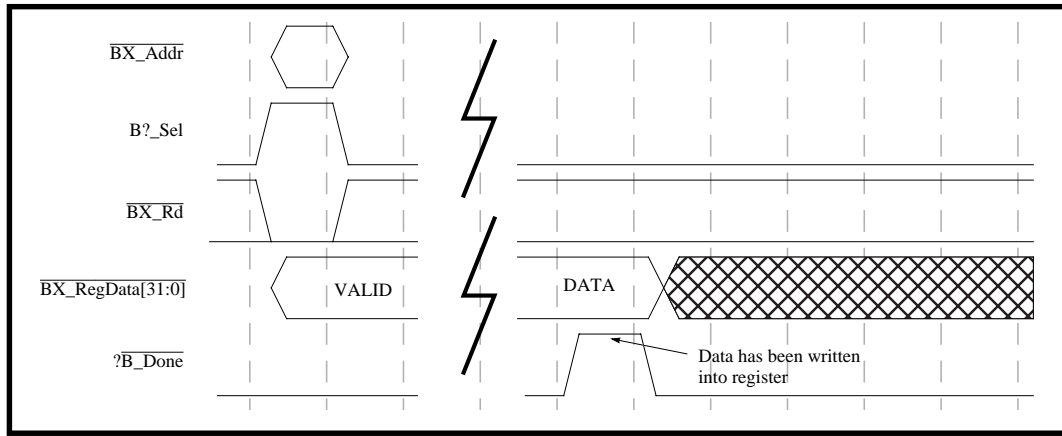 BX_Addr
B?_Sel
BX_Rd
BX_RegData[31:0]
VALID
DATA
?B_Done
Data has been written
into register